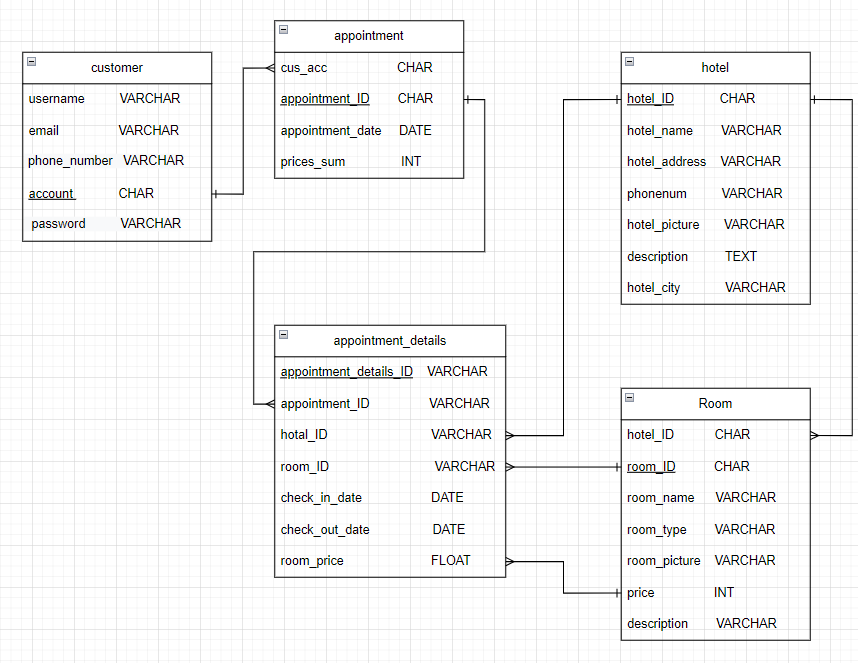 customer
username VARCHAR
email VARCHAR
phone_number VARCHAR
account CHAR
password VARCHAR
appointment
cus_acc CHAR
appointment_ID CHAR
appointment_date DATE
prices_sum INT
hotel
hotel_ID CHAR
hotel_name VARCHAR
hotel_address VARCHAR
phonenum VARCHAR
hotel_picture VARCHAR
description TEXT
hotel_city VARCHAR
appointment_details
appointment_details_ID VARCHAR
appointment_ID VARCHAR
hotal_ID VARCHAR
room_ID VARCHAR
check_in_date DATE
check_out_date DATE
room_price FLOAT
Room
hotel_ID CHAR
room_ID CHAR
room_name VARCHAR
room_type VARCHAR
room_picture VARCHAR
price INT
description VARCHAR